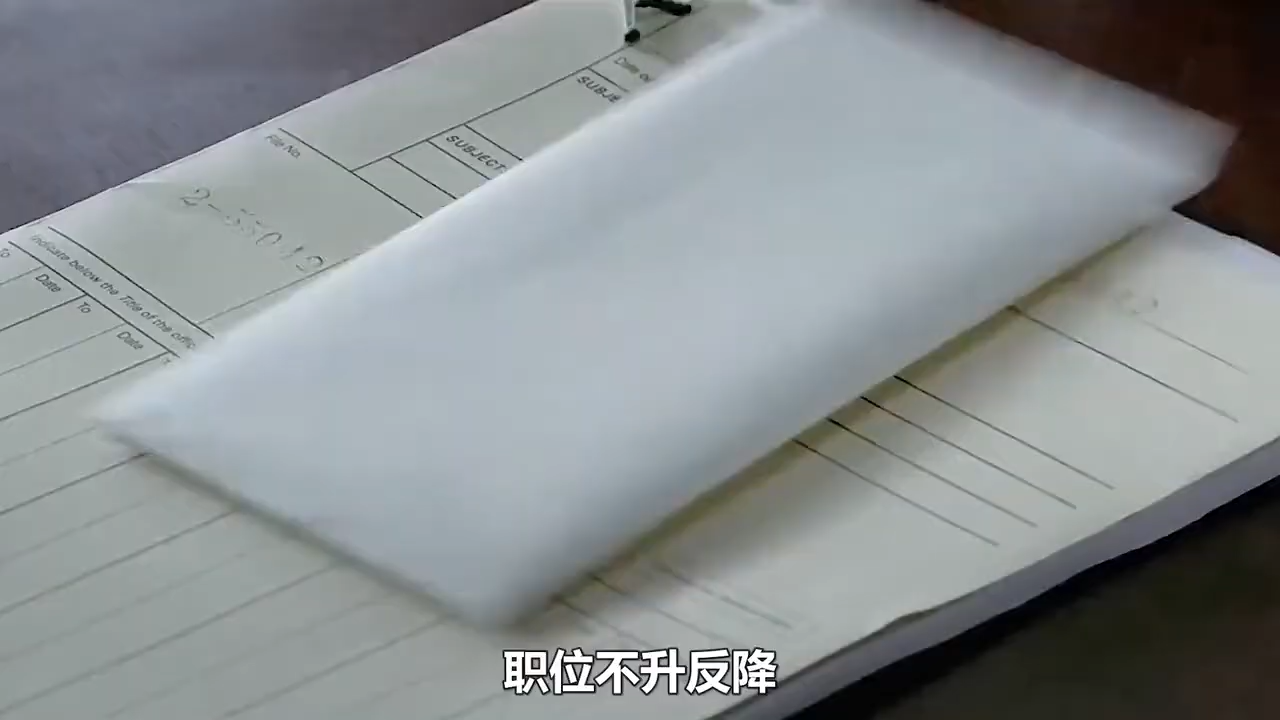 Date
SUBJE
SUBJECT
File No.
Indicate below the Title of the offic
To
Date
To
Date
职位不升反降